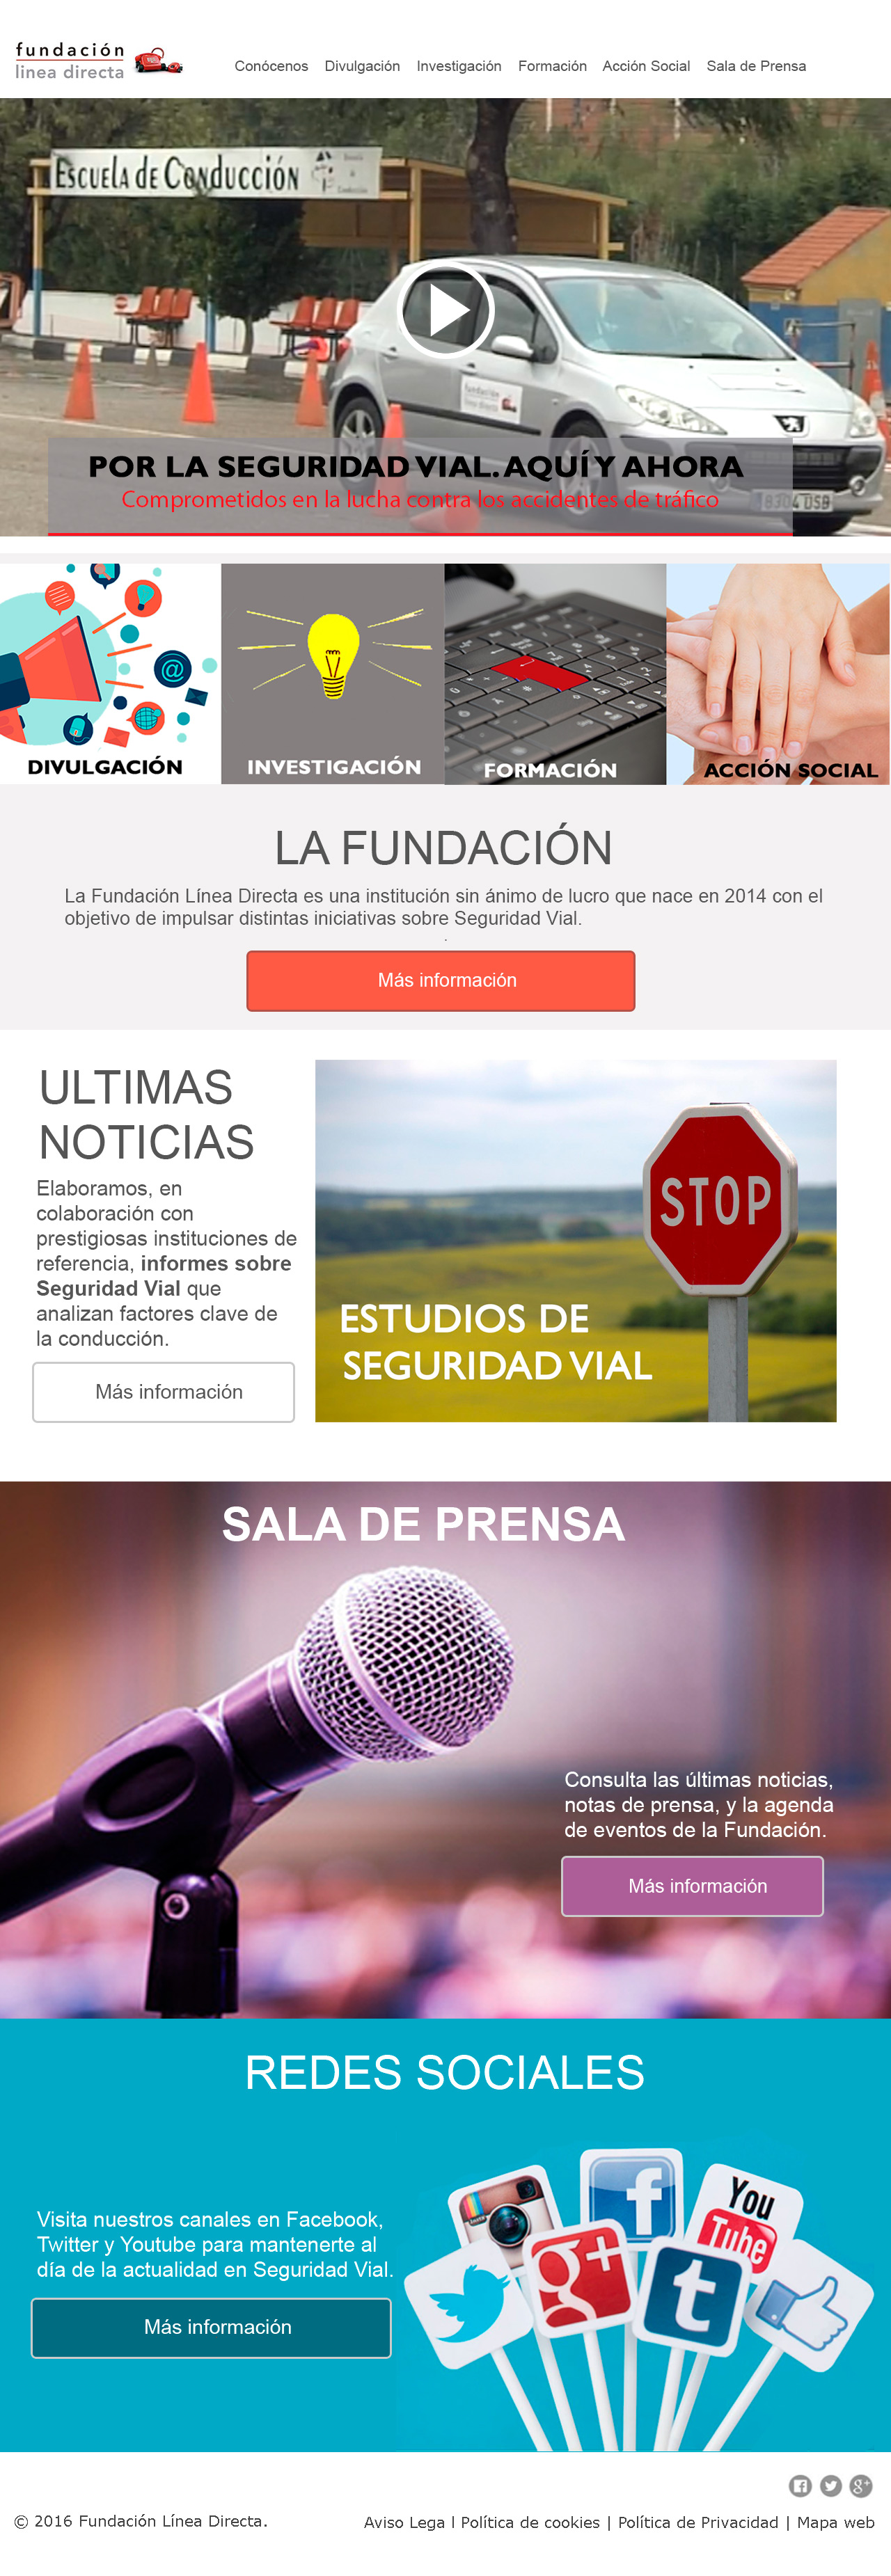 fundación
linea directa
Conócenos Divulgación Investigación Formación Acción Social Sala de Prensa
ESCUELA DE CONDUCCIÓN
fundación
linea directa
8304 DSB
POR LA SEGURIDAD VIAL. AQUÍ Y AHORA
Comprometidos en la lucha contra los accidentes de tráfico
DIVULGACIÓN
INVESTIGACIÓN
FORMACIÓN
ACCIÓN SOCIAL
LA FUNDACIÓN
La Fundación Línea Directa es una institución sin ánimo de lucro que nace en 2014 con el
objetivo de impulsar distintas iniciativas sobre Seguridad Vial.
.
Más información
ULTIMAS
NOTICIAS
Elaboramos, en
colaboración con
prestigiosas instituciones de
referencia, informes sobre
Seguridad Vial que
analizan factores clave de
la conducción.
Más información
STOP
ESTUDIOS DE
SEGURIDAD VIAL
SALA DE PRENSA
Consulta las últimas noticias,
notas de prensa, y la agenda
de eventos de la Fundación.
Más información
REDES SOCIALES
Visita nuestros canales en Facebook,
Twitter y Youtube para mantenerte al
día de la actualidad en Seguridad Vial.
Más información
f
You
Tube
g+
t
f
g+
© 2016 Fundación Línea Directa.
Aviso Lega l Política de cookies | Política de Privacidad | Mapa web